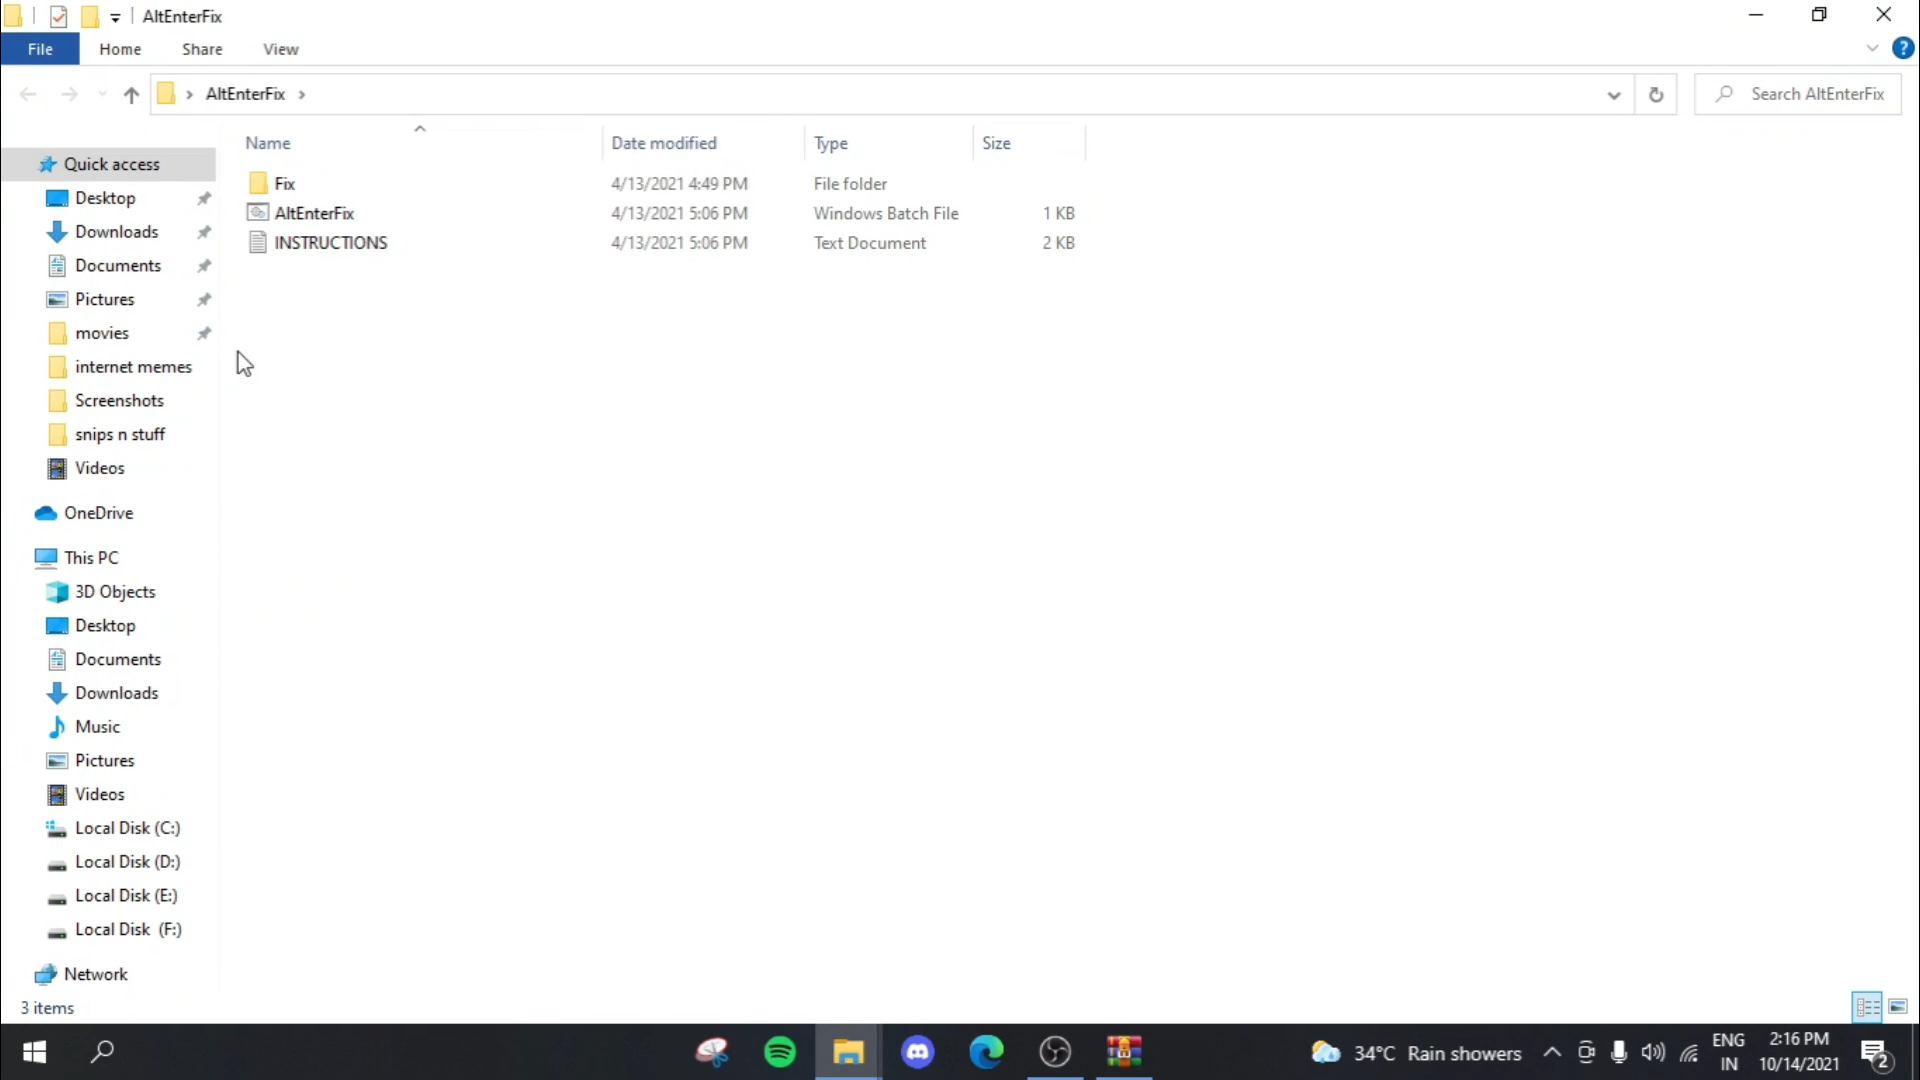 AltEnterFix
File Home Share View
AltEnterFix
Search AltEnterFix
Name Date modified Type Size
Fix 4/13/2021 4:49 PM File folder
AltEnterFix 4/13/2021 5:06 PM Windows Batch File 1 KB
INSTRUCTIONS 4/13/2021 5:06 PM Text Document 2 KB
Quick access
Desktop
Downloads
Documents
Pictures
movies
internet memes
Screenshots
snips n stuff
Videos
OneDrive
This PC
3D Objects
Desktop
Documents
Downloads
Music
Pictures
Videos
Local Disk (C:)
Local Disk (D:)
Local Disk (E:)
Local Disk (F:)
Network
3 items
34°C Rain showers
ENG
IN
2:16 PM
10/14/2021
2